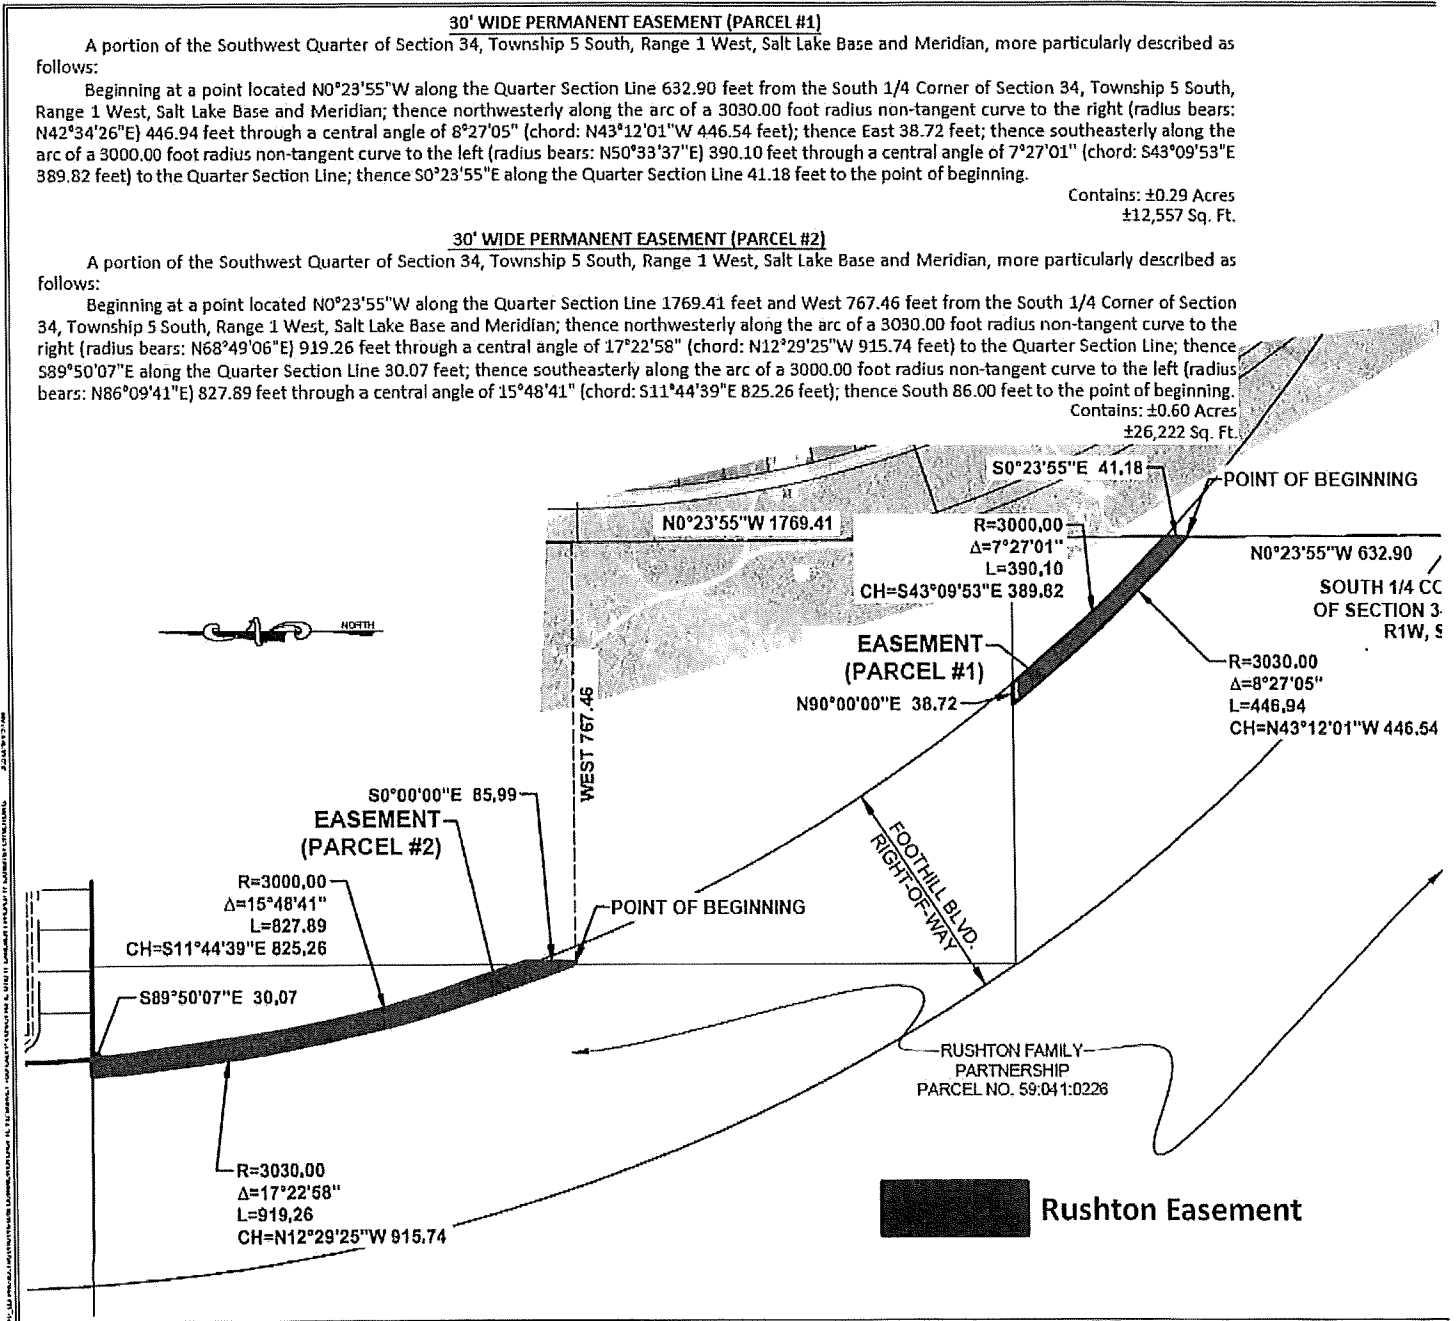 30' WIDE PERMANENT EASEMENT (PARCEL #1)
A portion of the Southwest Quarter of Section 34, Township 5 South, Range 1 West, Salt Lake Base and Meridian, more particularly described as
follows:
Beginning at a point located N0°23'55"W along the Quarter Section Line 632.90 feet from the South 1/4 Corner of Section 34, Township 5 South,
Range 1 West, Salt Lake Base and Meridian; thence northwesterly along the arc of a 3030.00 foot radius non-tangent curve to the right (radius bears:
N42°34'26"E) 446.94 feet through a central angle of 8°27'05" (chord: N43°12'01"W 446.54 feet); thence East 38.72 feet; thence southeasterly along the
arc of a 3000.00 foot radius non-tangent curve to the left (radius bears: N50°33'37"E) 390.10 feet through a central angle of 7°27'01" (chord: S43°09'53"E
389.82 feet) to the Quarter Section Line; thence S0°23'55"E along the Quarter Section Line 41.18 feet to the point of beginning.
Contains: ±0.29 Acres
±12,557 Sq. Ft.
30' WIDE PERMANENT EASEMENT (PARCEL #2)
A portion of the Southwest Quarter of Section 34, Township 5 South, Range 1 West, Salt Lake Base and Meridian, more particularly described as
follows:
Beginning at a point located N0°23'55"W along the Quarter Section Line 1769.41 feet and West 767.46 feet from the South 1/4 Corner of Section
34, Township 5 South, Range 1 West, Salt Lake Base and Meridian; thence northwesterly along the arc of a 3030.00 foot radius non-tangent curve to the
right (radius bears: N68°49'06"E) 919.26 feet through a central angle of 17°22'58" (chord: N12°29'25"W 915.74 feet) to the Quarter Section Line; thence
S89°50'07"E along the Quarter Section Line 30.07 feet; thence southeasterly along the arc of a 3000.00 foot radius non-tangent curve to the left (radius
bears: N86°09'41"E) 827.89 feet through a central angle of 15°48'41" (chord: S11°44'39"E 825.26 feet); thence South 86.00 feet to the point of beginning.
Contains: ±0.60 Acres
±26,222 Sq. Ft.
S0°23'55"E 41.18
POINT OF BEGINNING
N0°23'55"W 1769.41
R=3000.00
Δ=7°27'01"
L=390.10
CH=S43°09'53"E 389.82
N0°23'55"W 632.90
SOUTH 1/4 CO
OF SECTION 3
R1W, S
NORTH
EASEMENT
(PARCEL #1)
N90°00'00"E 38.72
R=3030.00
Δ=8°27'05"
L=446.94
CH=N43°12'01"W 446.54
WEST 767.46
S0°00'00"E 85.99
EASEMENT
(PARCEL #2)
FOOTHILL BLVD.
RIGHT-OF-WAY
R=3000.00
Δ=15°48'41"
L=827.89
CH=S11°44'39"E 825.26
POINT OF BEGINNING
S89°50'07"E 30.07
RUSHTON FAMILY
PARTNERSHIP
PARCEL NO. 59:041:0226
R=3030.00
Δ=17°22'58"
L=919.26
CH=N12°29'25"W 915.74
Rushton Easement